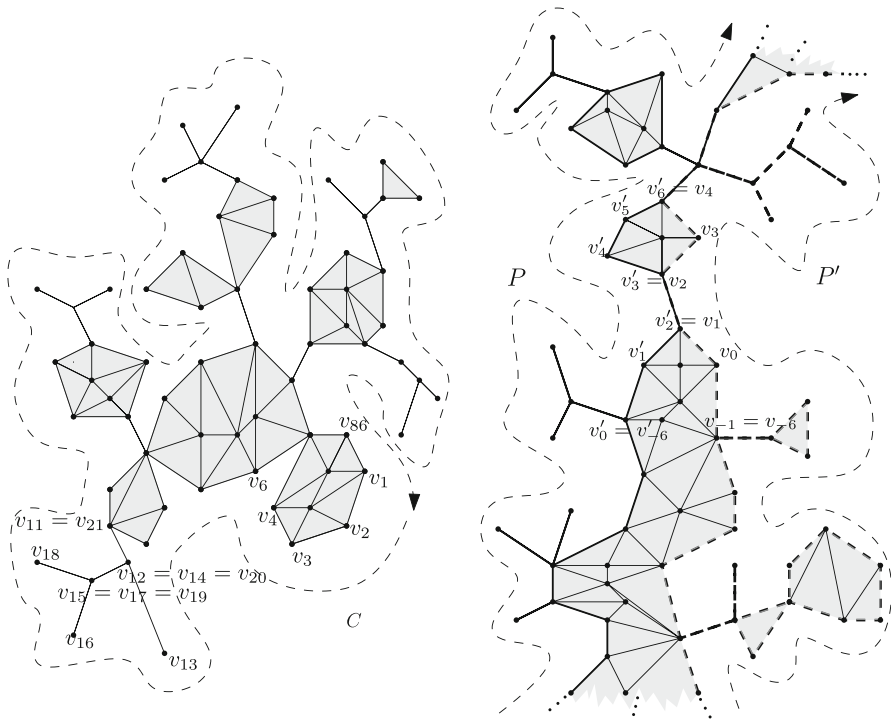 v₈₆
v₁
v₆
v₄
v₂
v₁₁ = v₂₁
v₃
v₁₈
v₁₂ = v₁₄ = v₂₀
v₁₅ = v₁₇ = v₁₉
C
v₁₆
v₁₃
v′₆ = v₄
v′₅
v₃
v′₄
P
v′₃ = v₂
P′
v′₂ = v₁
v′₁
v₀
v₋₁ = v₋₆
v′₀ = v′₋₆